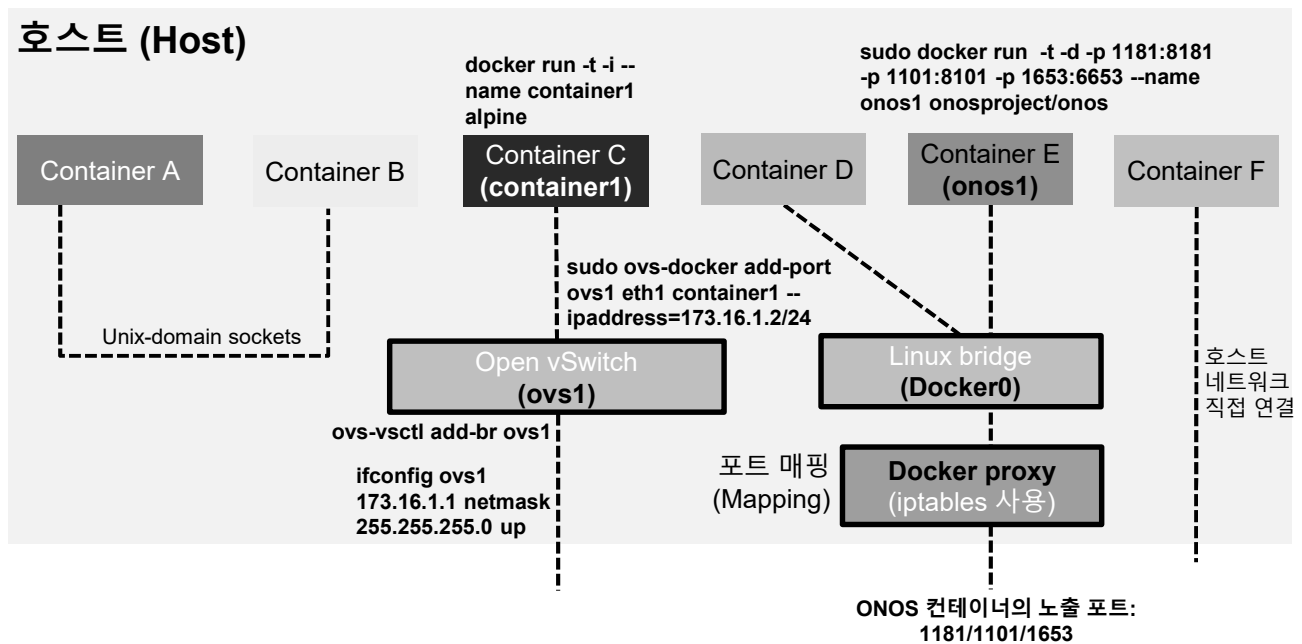 호스트 (Host)
docker run -t -i --
name container1
alpine
sudo docker run  -t -d -p 1181:8181
-p 1101:8101 -p 1653:6653 --name
onos1 onosproject/onos
Container A
Container B
Container C
(container1)
Container D
Container E
(onos1)
Container F
sudo ovs-docker add-port
ovs1 eth1 container1 --
ipaddress=173.16.1.2/24
Unix-domain sockets
Open vSwitch
(ovs1)
Linux bridge
(Docker0)
호스트
네트워크
직접 연결
ovs-vsctl add-br ovs1
ifconfig ovs1
173.16.1.1 netmask
255.255.255.0 up
포트 매핑
(Mapping)
Docker proxy
(iptables 사용)
ONOS 컨테이너의 노출 포트:
1181/1101/1653